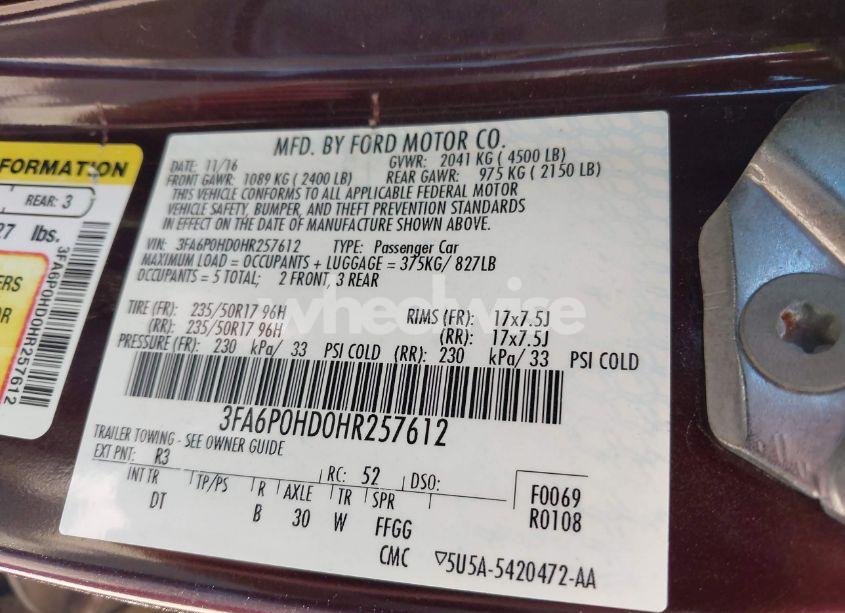 FORMATION
REAR: 3
27 lbs.
ERS
OR
3FA6P0HD0HR257612
MFD. BY FORD MOTOR CO.
DATE: 11/16 GVWR: 2041 KG ( 4500 LB)
FRONT GAWR: 1089 KG ( 2400 LB) REAR GAWR: 975 KG ( 2150 LB)
THIS VEHICLE CONFORMS TO ALL APPLICABLE FEDERAL MOTOR
VEHICLE SAFETY, BUMPER, AND THEFT PREVENTION STANDARDS
IN EFFECT ON THE DATE OF MANUFACTURE SHOWN ABOVE.
VIN: 3FA6P0HD0HR257612 TYPE: Passenger Car
MAXIMUM LOAD = OCCUPANTS + LUGGAGE = 375KG/ 827LB
OCCUPANTS = 5 TOTAL; 2 FRONT, 3 REAR
wheelwise
TIRE (FR): 235/50R17 96H RIMS (FR): 17x7.5J
(RR): 235/50R17 96H (RR): 17x7.5J
PRESSURE (FR): 230 kPa/ 33 PSI COLD (RR): 230 kPa/ 33 PSI COLD
3FA6P0HD0HR257612
TRAILER TOWING - SEE OWNER GUIDE
EXT PNT: R3 RC: 52 DSO:
INT TR TP/PS R AXLE TR SPR
DT B 30 W FFGG
CMC
F0069
R0108
▽5U5A-5420472-AA